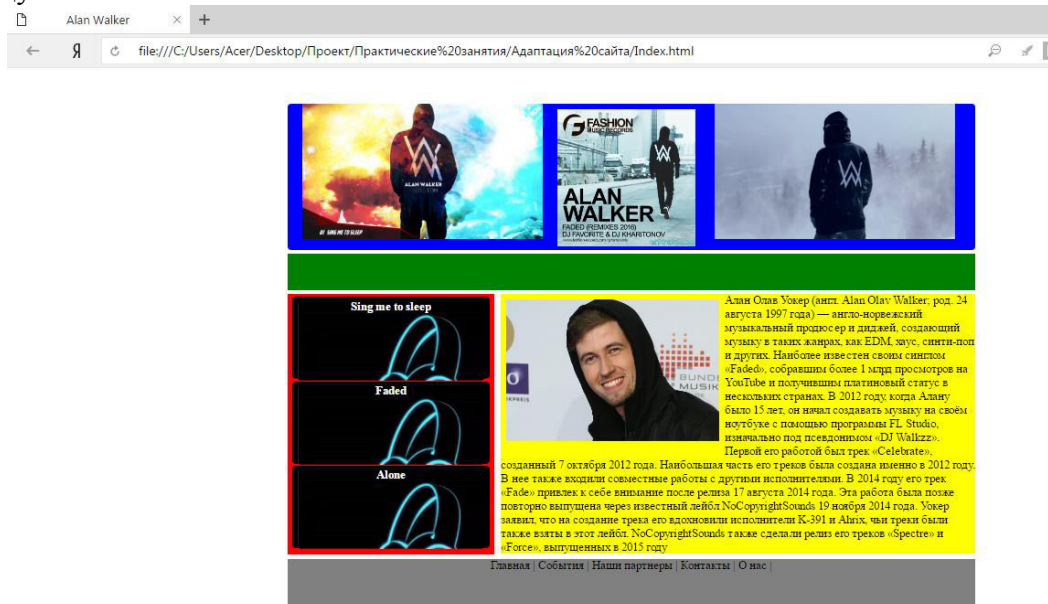 Alan Walker
Я
file:///C:/Users/Acer/Desktop/Проект/Практические%20занятия/Адаптация%20сайта/Index.html
ALAN WALKER
SING ME TO SLEEP
FASHION
MUSIC RECORDS
ALAN
WALKER
FADED (REMIXES 2016)
DJ FAVORITE & DJ KHARITONOV
Sing me to sleep
Faded
Alone
BUNDE
MUSIK
Алан Олав Уокер (англ. Alan Olav Walker; род. 24
августа 1997 года) — англо-норвежский
музыкальный продюсер и диджей, создающий
музыку в таких жанрах, как EDM, хаус, синти-поп
и других. Наиболее известен своим синглом
«Faded», собравшим более 1 млрд просмотров на
YouTube и получившим платиновый статус в
нескольких странах. В 2012 году, когда Алану
было 15 лет, он начал создавать музыку на своём
ноутбуке с помощью программы FL Studio,
изначально под псевдонимом «DJ Walkzz».
Первой его работой был трек «Celebrate»,
созданный 7 октября 2012 года. Наибольшая часть его треков была создана именно в 2012 году.
В нее также входили совместные работы с другими исполнителями. В 2014 году его трек
«Fade» привлек к себе внимание после релиза 17 августа 2014 года. Эта работа была позже
повторно выпущена через известный лейбл NoCopyrightSounds 19 ноября 2014 года. Уокер
заявил, что на создание трека его вдохновили исполнители K-391 и Ahrix, чьи треки были
также взяты в этот лейбл. NoCopyrightSounds также сделали релиз его треков «Spectre» и
«Force», выпущенных в 2015 году
Главная | События | Наши партнеры | Контакты | О нас |